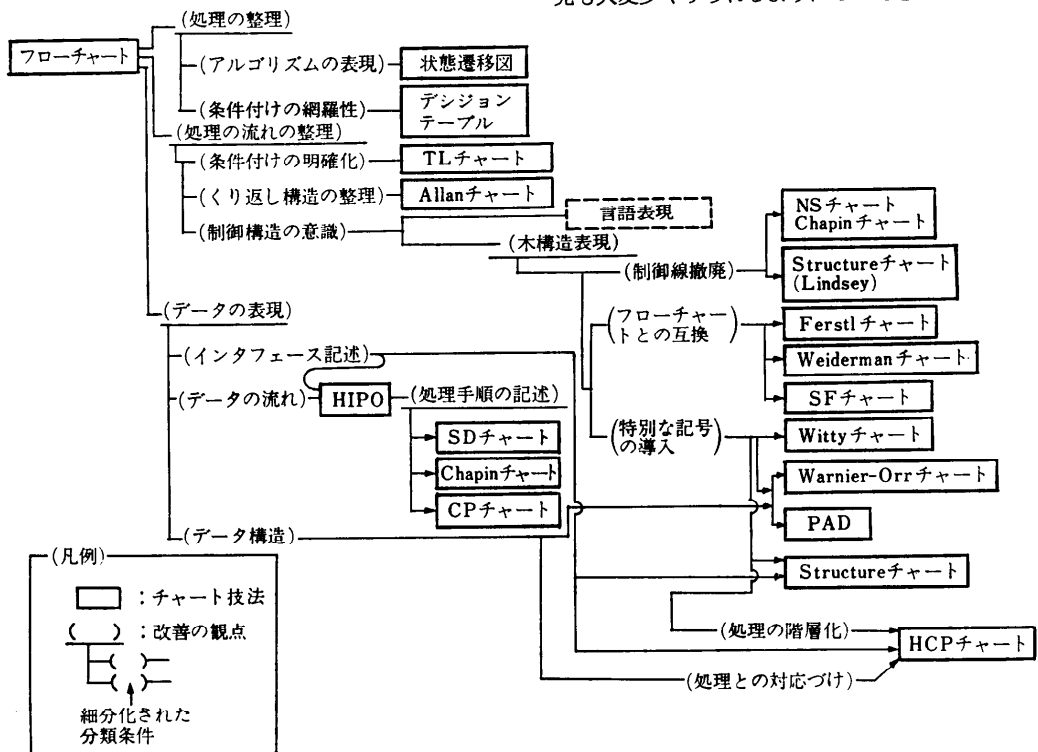 (処理の整理)
フローチャート
(アルゴリズムの表現)
状態遷移図
(条件付けの網羅性)
デシジョン
テーブル
(処理の流れの整理)
(条件付けの明確化)
TLチャート
(くり返し構造の整理)
Allanチャート
(制御構造の意識)
言語表現
(木構造表現)
(制御線撤廃)
NSチャート
Chapinチャート
Structureチャート
(Lindsey)
(データの表現)
(フローチャー
トとの互換)
Ferstlチャート
Weidermanチャート
SFチャート
(インタフェース記述)
(データの流れ)
HIPO
(処理手順の記述)
SDチャート
Chapinチャート
CPチャート
(特別な記号
の導入)
Wittyチャート
Warnier-Orrチャート
PAD
(データ構造)
Structureチャート
(処理の階層化)
HCPチャート
(処理との対応づけ)
(凡例)
:チャート技法
( ) :改善の観点
( )
( )
細分化された
分類条件